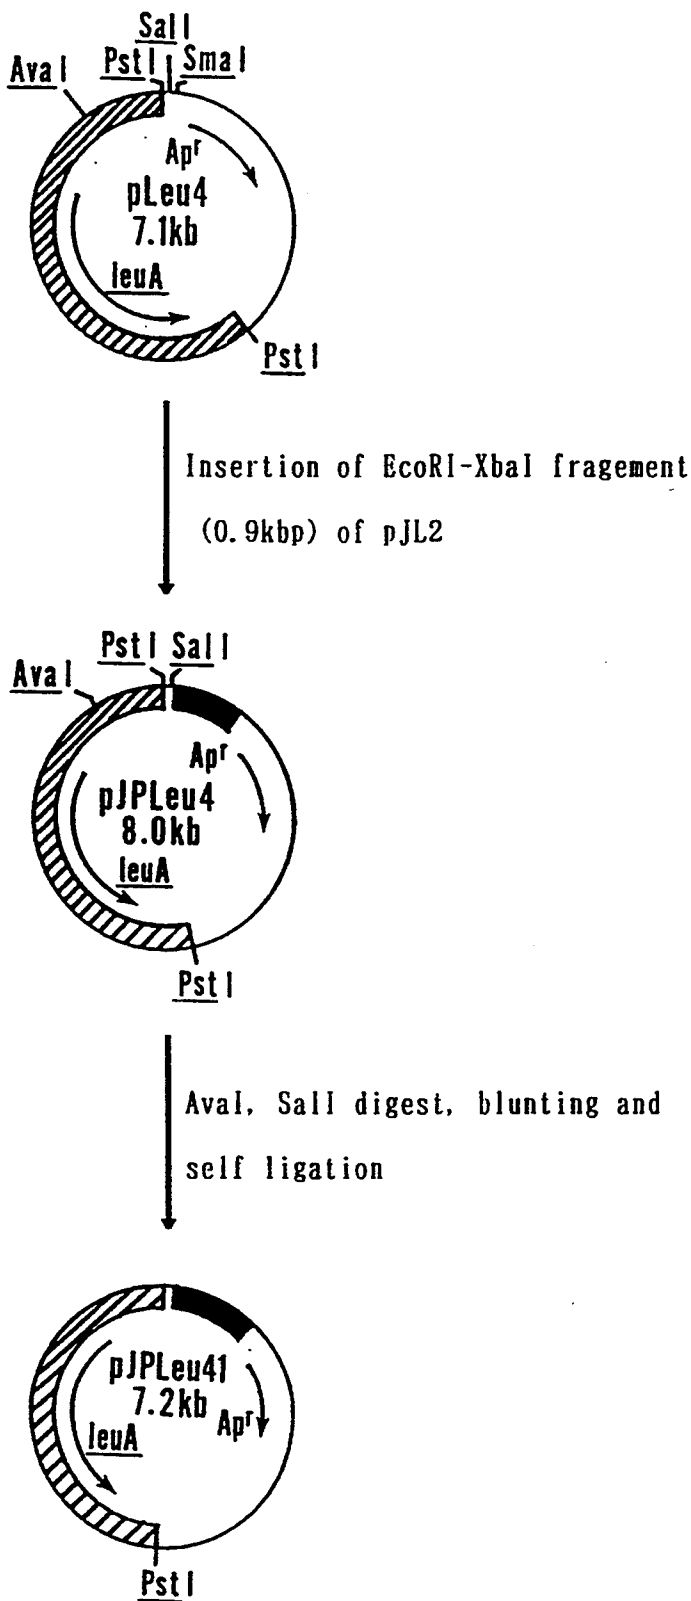 SalI
PstI SmaI
AvaI
Apr
pLeu4
7.1kb
leuA
PstI
Insertion of EcoRI-XbaI fragement
(0.9kbp) of pJL2
PstI SalI
AvaI
Apr
pJPLeu4
8.0kb
leuA
PstI
AvaI, SalI digest, blunting and
self ligation
pJPLeu41
7.2kb
Apr
leuA
PstI